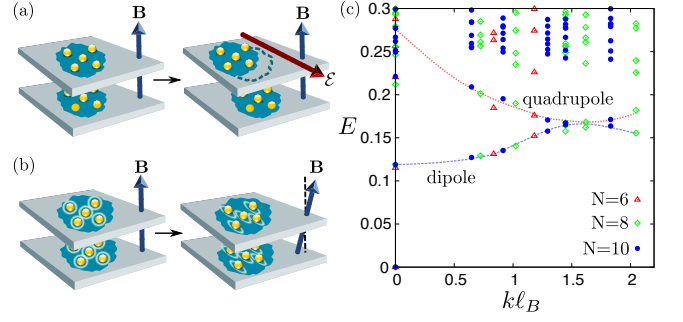 (a)
B
B
ℰ
(b)
B
B
(c)
E
0.3
0.25
0.2
0.15
0.1
0.05
0
quadrupole
dipole
N=6
N=8
N=10
0 0.5 1 1.5 2
kℓ_B